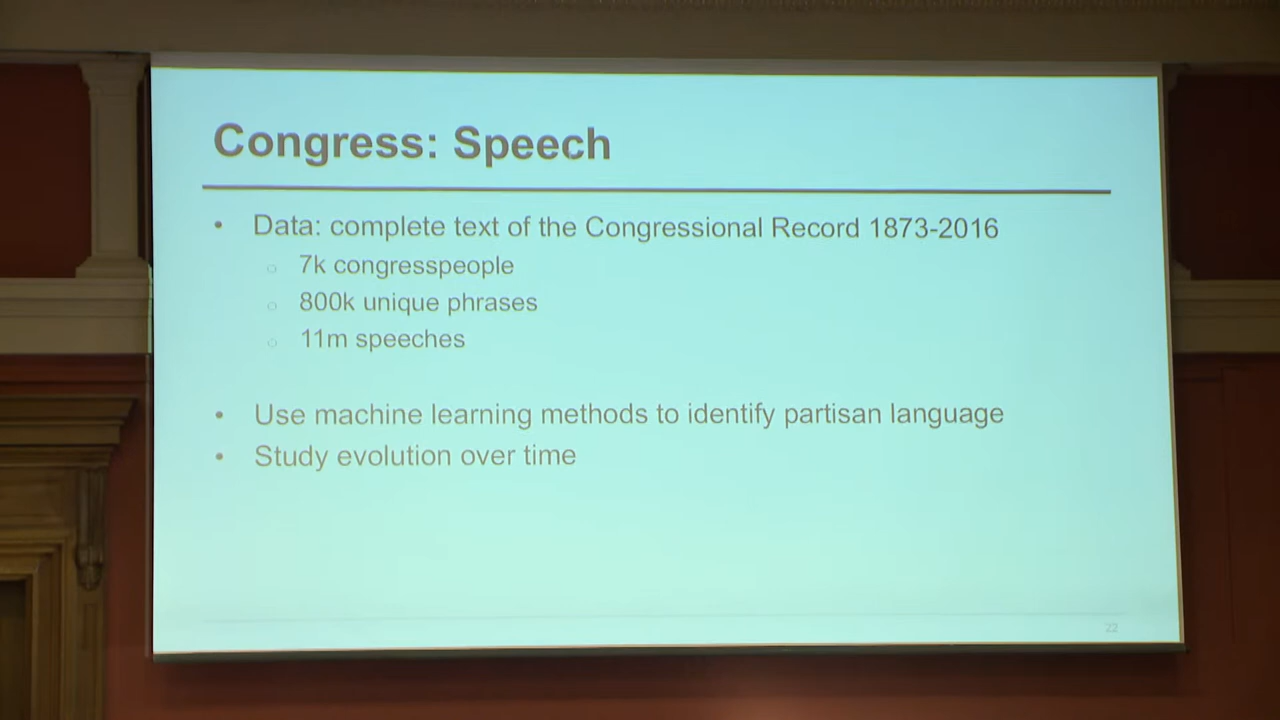 Congress: Speech
• Data: complete text of the Congressional Record 1873-2016
○ 7k congresspeople
○ 800k unique phrases
○ 11m speeches
• Use machine learning methods to identify partisan language
• Study evolution over time
22